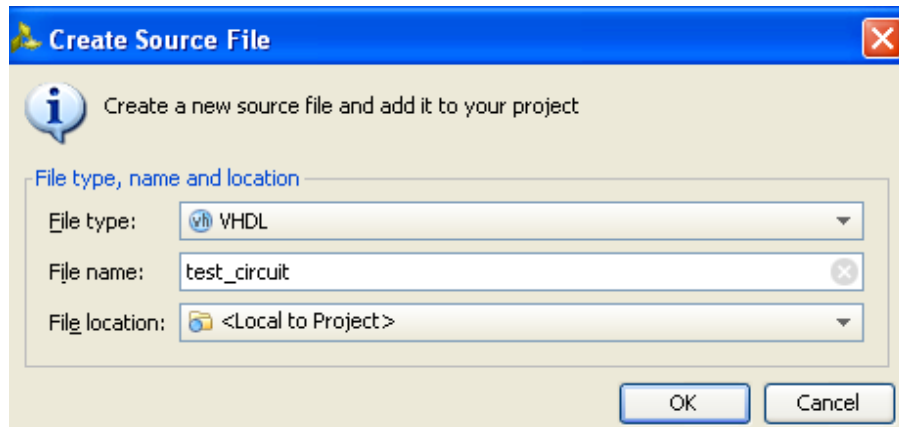 Create Source File
Create a new source file and add it to your project
File type, name and location
File type: vh VHDL
File name: test_circuit
File location: <Local to Project>
OK Cancel